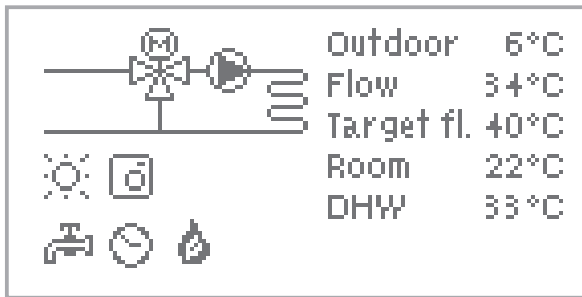 M
Outdoor 6°C
Flow 34°C
Target fl. 40°C
Room 22°C
DHW 33°C